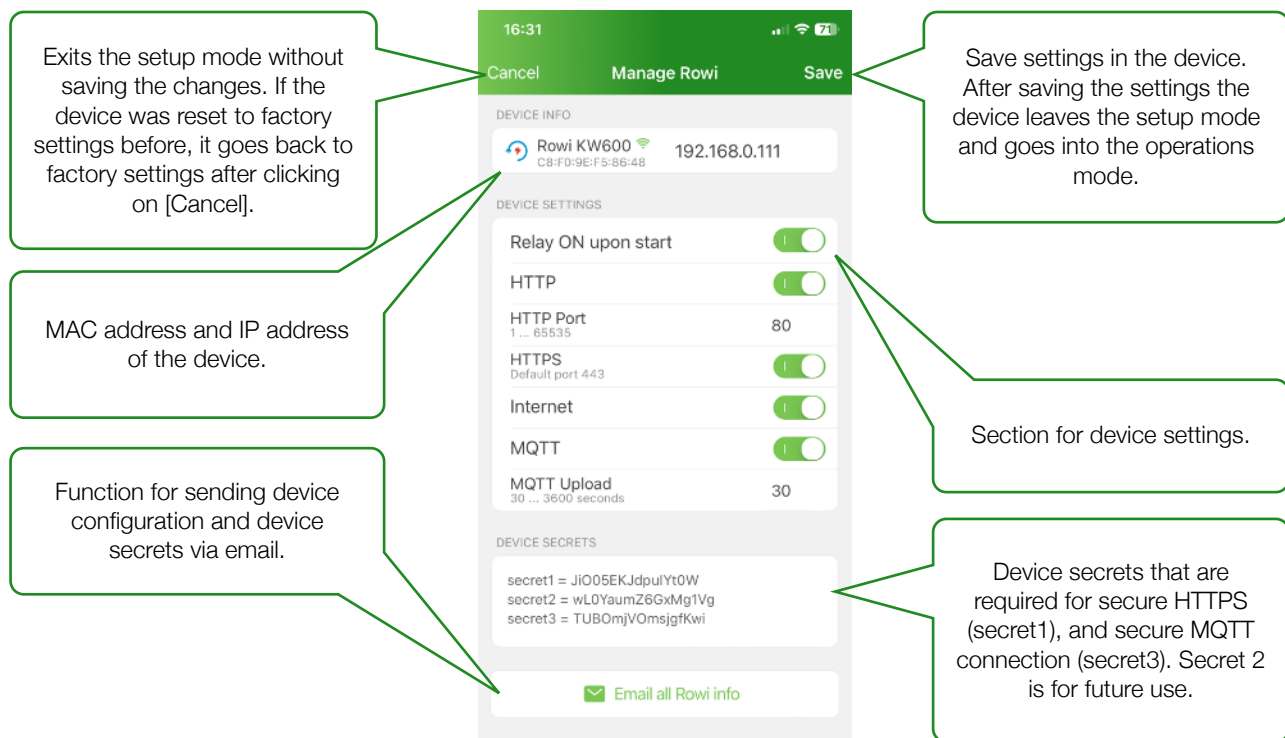 Exits the setup mode without
saving the changes. If the
device was reset to factory
settings before, it goes back to
factory settings after clicking
on [Cancel].
MAC address and IP address
of the device.
Function for sending device
configuration and device
secrets via email.
16:31
71
Cancel
Manage Rowi
Save
DEVICE INFO
Rowi KW600
C8:F0:9E:F5:86:48
192.168.0.111
DEVICE SETTINGS
Relay ON upon start
HTTP
HTTP Port
1 ... 65535
80
HTTPS
Default port 443
Internet
MQTT
MQTT Upload
30 ... 3600 seconds
30
DEVICE SECRETS
secret1 = JiO05EKJdpulYt0W
secret2 = wL0YaumZ6GxMg1Vg
secret3 = TUBOmjVOmsjgfKwi
Email all Rowi info
Save settings in the device.
After saving the settings the
device leaves the setup mode
and goes into the operations
mode.
Section for device settings.
Device secrets that are
required for secure HTTPS
(secret1), and secure MQTT
connection (secret3). Secret 2
is for future use.